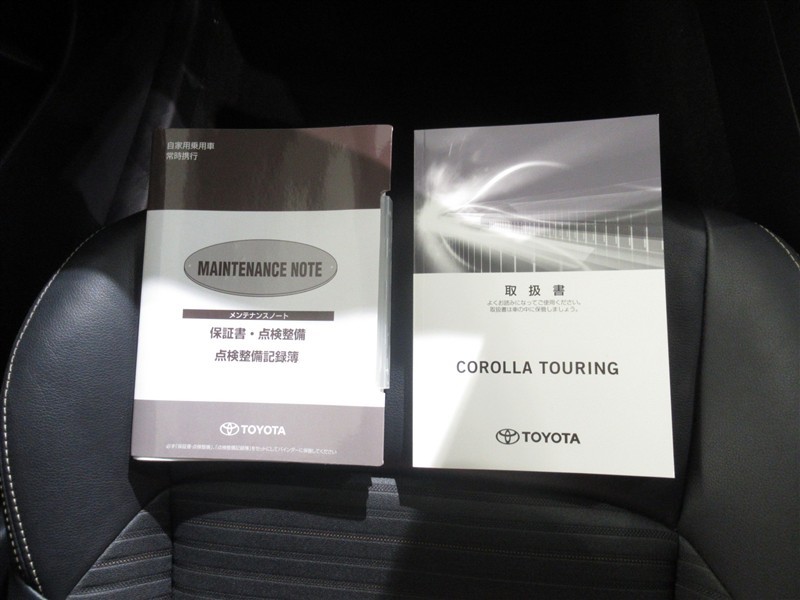 自家用乗用車
常時携行
MAINTENANCE NOTE
メンテナンスノート
保証書・点検整備
点検整備記録簿
TOYOTA
取扱書
よくお読みになってご使用ください。
取扱書は車の中に保管しましょう。
COROLLA TOURING
TOYOTA